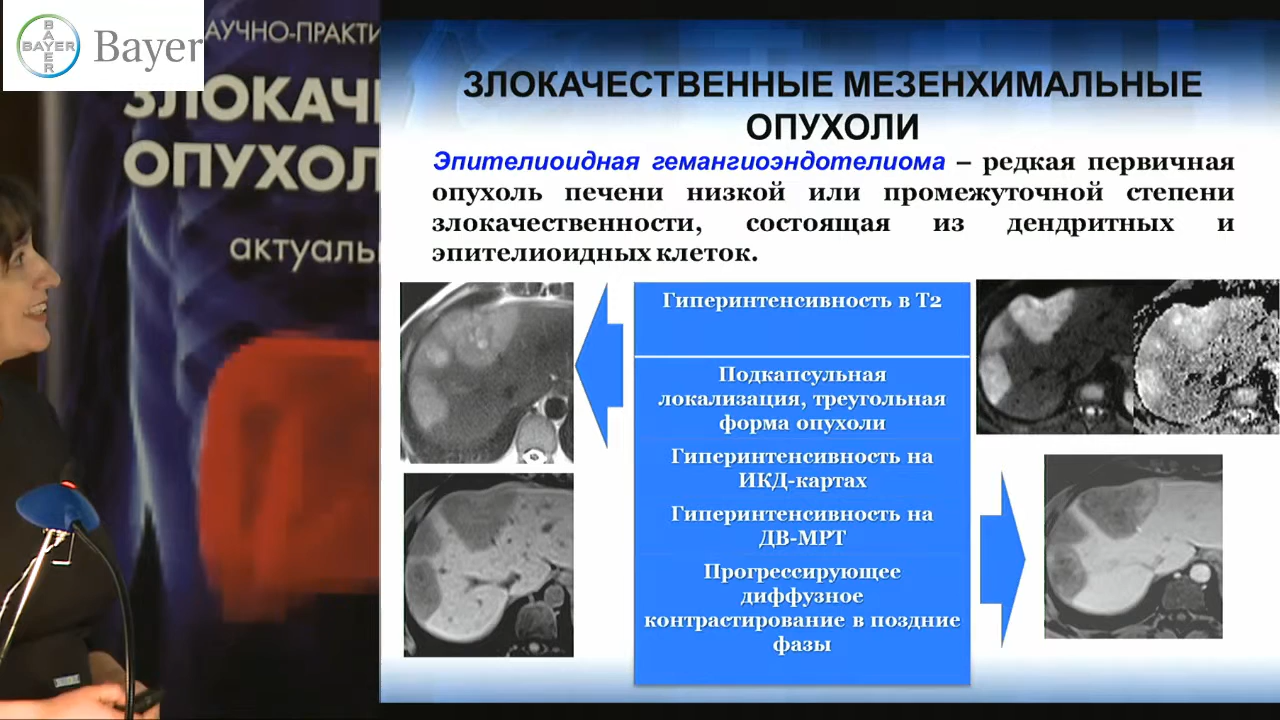 BAYER
BAYER
Bayer
АУЧНО-ПРАКТИ
ЗЛОКАЧ
ОПУХОЛ
актуаль
ЗЛОКАЧЕСТВЕННЫЕ МЕЗЕНХИМАЛЬНЫЕ
ОПУХОЛИ
Эпителиоидная гемангиоэндотелиома – редкая первичная
опухоль печени низкой или промежуточной степени
злокачественности, состоящая из дендритных и
эпителиоидных клеток.
Гиперинтенсивность в Т2
Подкапсульная
локализация, треугольная
форма опухоли
Гиперинтенсивность на
ИКД-картах
Гиперинтенсивность на
ДВ-МРТ
Прогрессирующее
диффузное
контрастирование в поздние
фазы